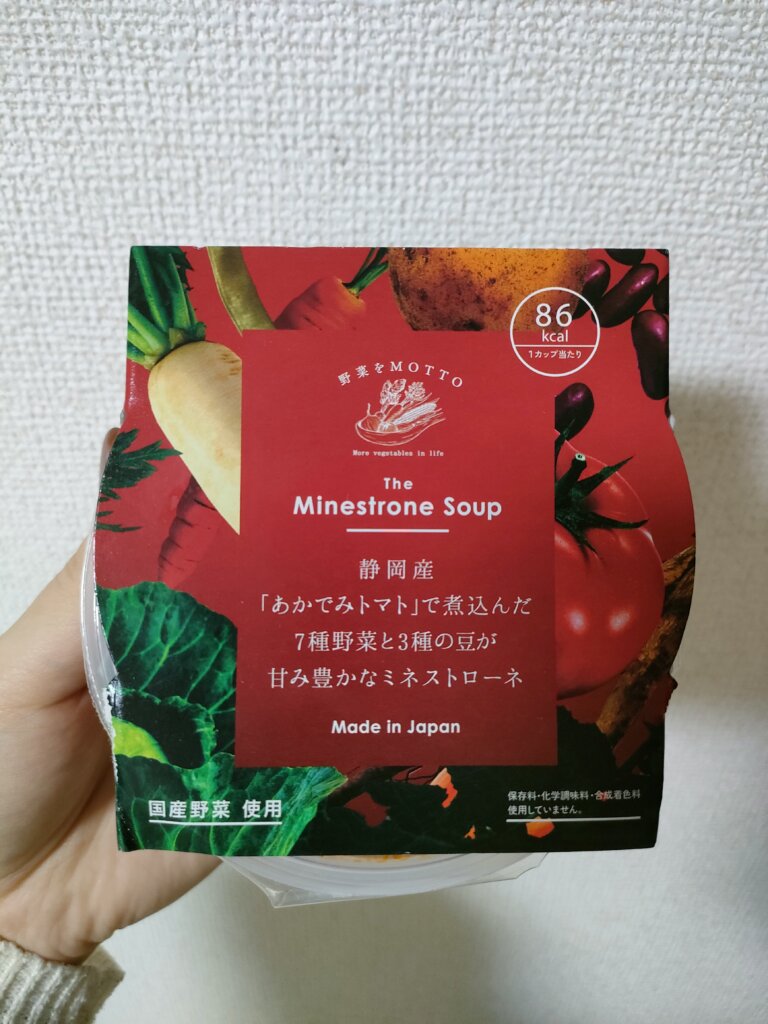 86
kcal
1カップ当たり
野菜をMOTTO
More vegetables in life
The
Minestrone Soup
静岡産
「あかでみトマト」で煮込んだ
7種野菜と3種の豆が
甘み豊かなミネストローネ
Made in Japan
国産野菜 使用
保存料・化学調味料・合成着色料
使用していません。